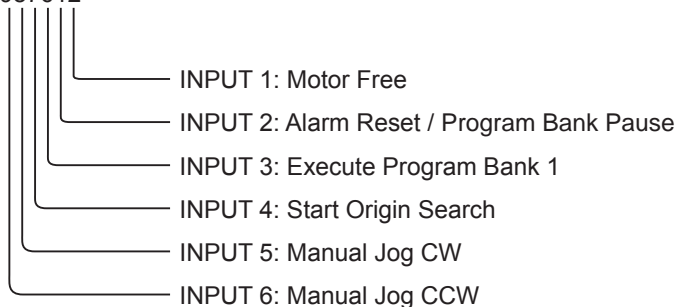 INPUT 1: Motor Free
INPUT 2: Alarm Reset / Program Bank Pause
INPUT 3: Execute Program Bank 1
INPUT 4: Start Origin Search
INPUT 5: Manual Jog CW
INPUT 6: Manual Jog CCW